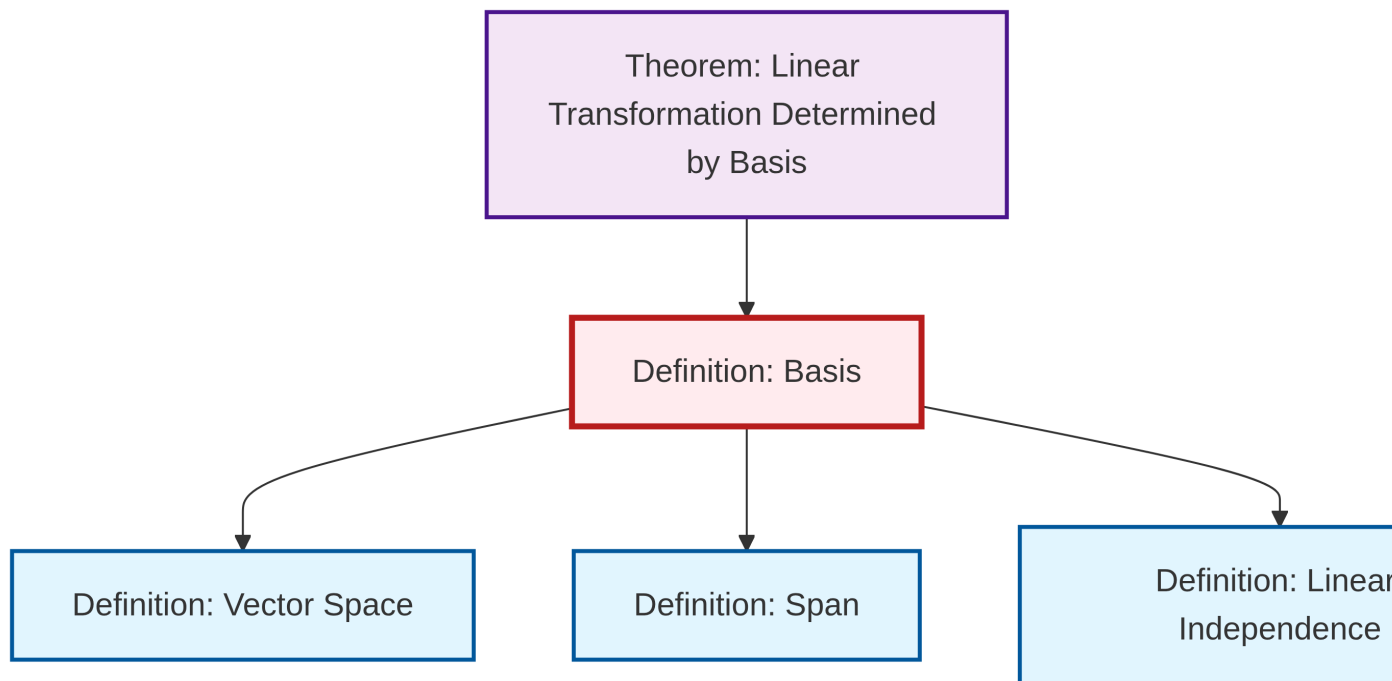 Theorem: Linear
Transformation Determined
by Basis
Definition: Basis
Definition: Vector Space
Definition: Span
Definition: Linear
Independence